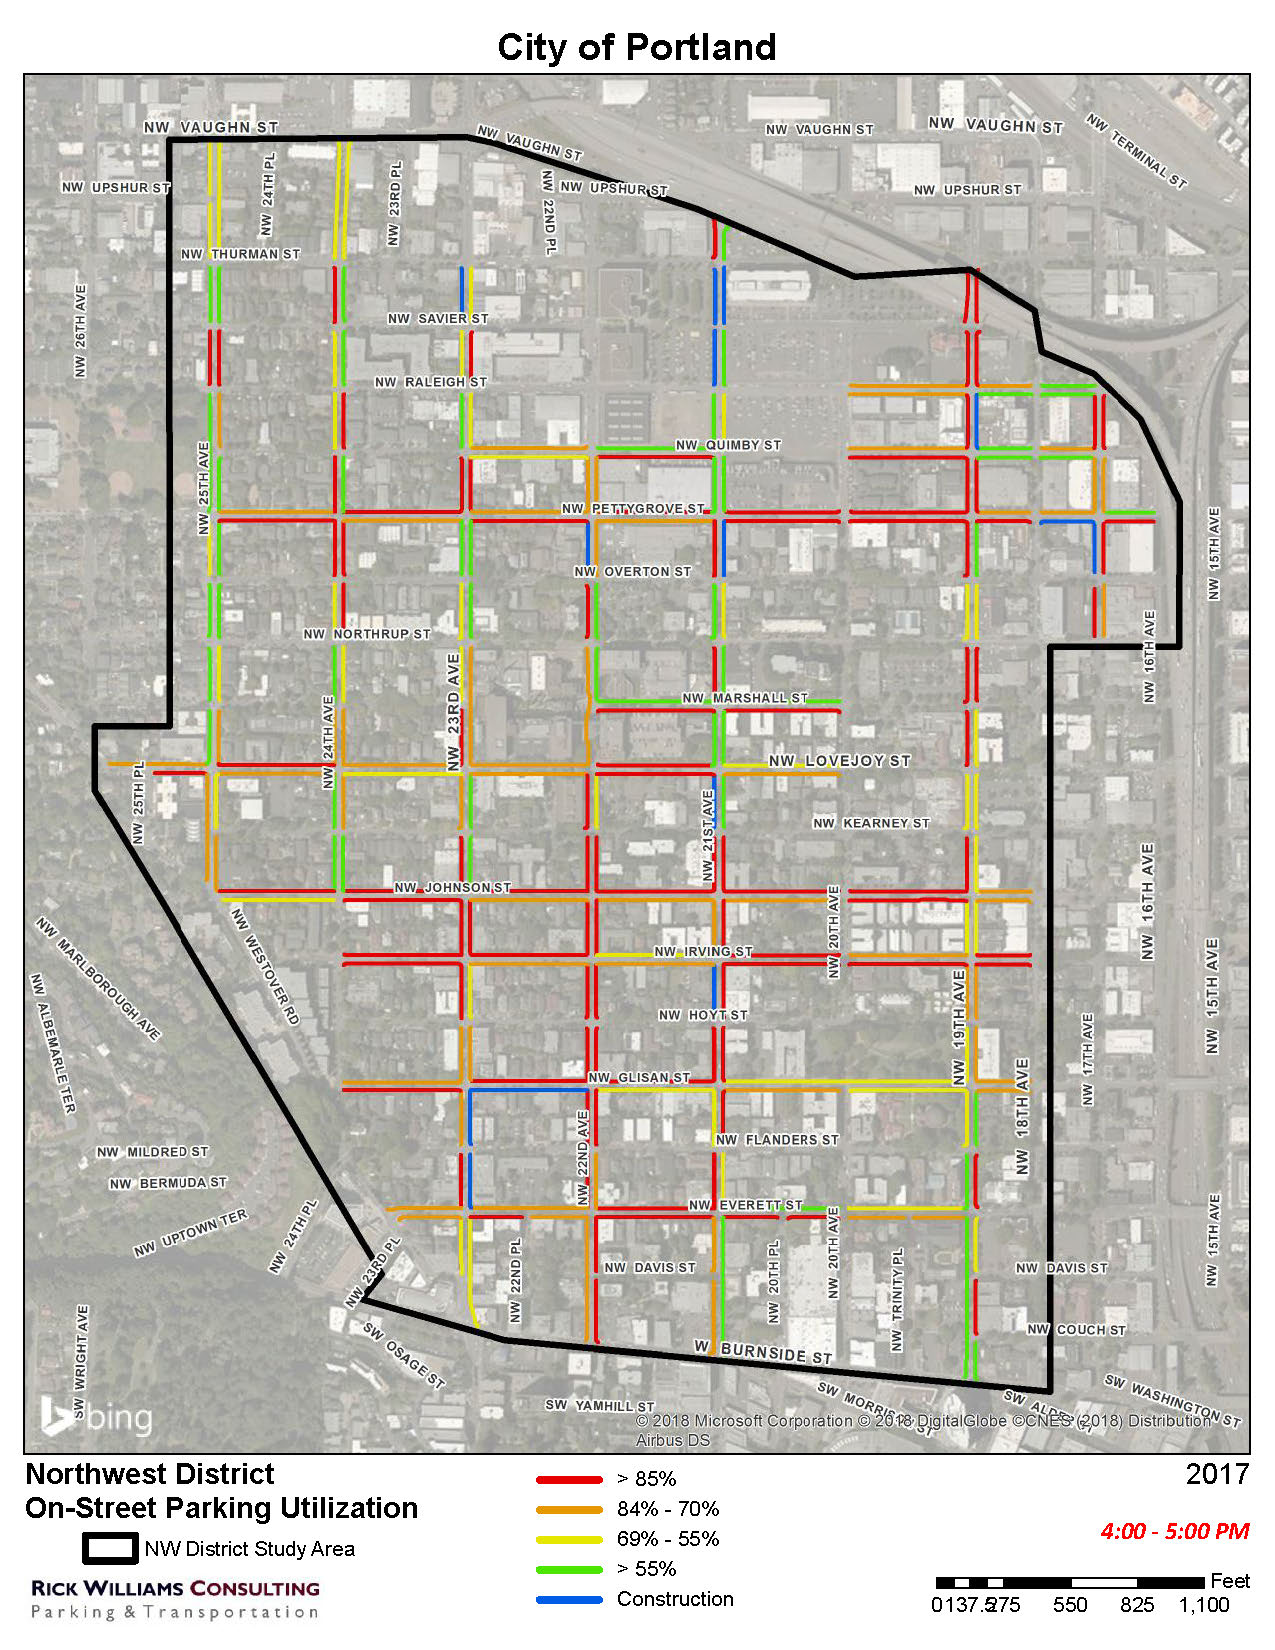 City of Portland
NW VAUGHN ST
NW VAUGHN ST
NW VAUGHN ST
NW VAUGHN ST
NW TERMINAL ST
NW UPSHUR ST
NW 24TH PL
NW 23RD PL
NW 22ND PL
NW UPSHUR ST
NW UPSHUR ST
NW THURMAN ST
NW 26TH AVE
NW SAVIER ST
NW RALEIGH ST
NW QUIMBY ST
NW 25TH AVE
NW PETTYGROVE ST
NW 15TH AVE
NW OVERTON ST
NW NORTHRUP ST
NW 16TH AVE
NW 23RD AVE
NW 24TH AVE
NW MARSHALL ST
NW LOVEJOY ST
NW 25TH PL
NW 21ST AVE
NW KEARNEY ST
NW JOHNSON ST
NW 20TH AVE
NW 16TH AVE
NW WESTOVER RD
NW MARLBOROUGH AVE
NW IRVING ST
NW 15TH AVE
NW ALBEMARLE TER
NW 19TH AVE
NW HOYT ST
NW 17TH AVE
NW GLISAN ST
NW 18TH AVE
NW 22ND AVE
NW FLANDERS ST
NW MILDRED ST
NW BERMUDA ST
NW EVERETT ST
NW UPTOWN TER
NW 24TH PL
NW 20TH AVE
NW 15TH AVE
NW 23RD PL
NW 22ND PL
NW DAVIS ST
NW 20TH PL
NW TRINITY PL
NW DAVIS ST
SW WRIGHT AVE
SW OSAGE ST
NW COUCH ST
W BURNSIDE ST
SW YAMHILL ST
SW MORRISON ST
SW ALDER ST
SW WASHINGTON ST
bing
© 2018 Microsoft Corporation © 2018 DigitalGlobe ©CNES (2018) Distribution
Airbus DS
Northwest District
On-Street Parking Utilization
NW District Study Area
RICK WILLIAMS CONSULTING
Parking & Transportation
> 85%
84% - 70%
69% - 55%
> 55%
Construction
2017
4:00 - 5:00 PM
Feet
0 137.5 275 550 825 1,100